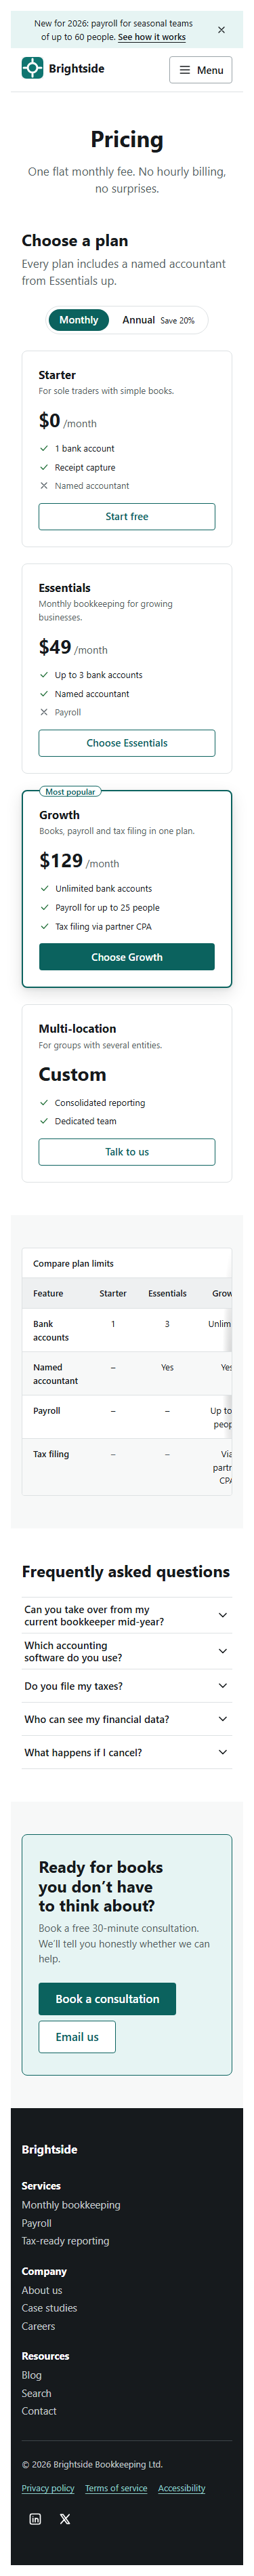 New for 2026: payroll for seasonal teams
of up to 60 people. See how it works
Brightside
Menu
Pricing
One flat monthly fee. No hourly billing,
no surprises.
Choose a plan
Every plan includes a named accountant
from Essentials up.
Monthly
Annual Save 20%
Starter
For sole traders with simple books.
$0 /month
1 bank account
Receipt capture
Named accountant
Start free
Essentials
Monthly bookkeeping for growing
businesses.
$49 /month
Up to 3 bank accounts
Named accountant
Payroll
Choose Essentials
Most popular
Growth
Books, payroll and tax filing in one plan.
$129 /month
Unlimited bank accounts
Payroll for up to 25 people
Tax filing via partner CPA
Choose Growth
Multi-location
For groups with several entities.
Custom
Consolidated reporting
Dedicated team
Talk to us
Compare plan limits
Feature Starter Essentials Grow
Bank 1 3 Unlim
accounts
Named – Yes Yes
accountant
Payroll – – Up to
peop
Tax filing – – Via
partn
CPA
Frequently asked questions
Can you take over from my
current bookkeeper mid-year?
Which accounting
software do you use?
Do you file my taxes?
Who can see my financial data?
What happens if I cancel?
Ready for books
you don’t have
to think about?
Book a free 30-minute consultation.
We’ll tell you honestly whether we can
help.
Book a consultation
Email us
Brightside
Services
Monthly bookkeeping
Payroll
Tax-ready reporting
Company
About us
Case studies
Careers
Resources
Blog
Search
Contact
© 2026 Brightside Bookkeeping Ltd.
Privacy policy Terms of service Accessibility